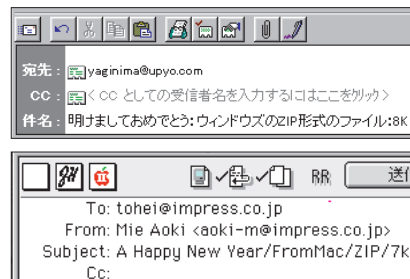 宛先: yaginima@upyo.com
CC: <CC としての受信者名を入力するにはここをクリック>
件名: 明けましておめでとう:ウィンドウズのZIP形式のファイル:8K
RR 送信
To: tohei@impress.co.jp
From: Mie Aoki <aoki-m@impress.co.jp>
Subject: A Happy New Year/FromMac/ZIP/7k
Cc: